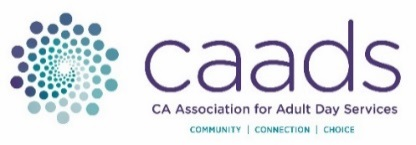 caads
CA Association for Adult Day Services
COMMUNITY | CONNECTION | CHOICE